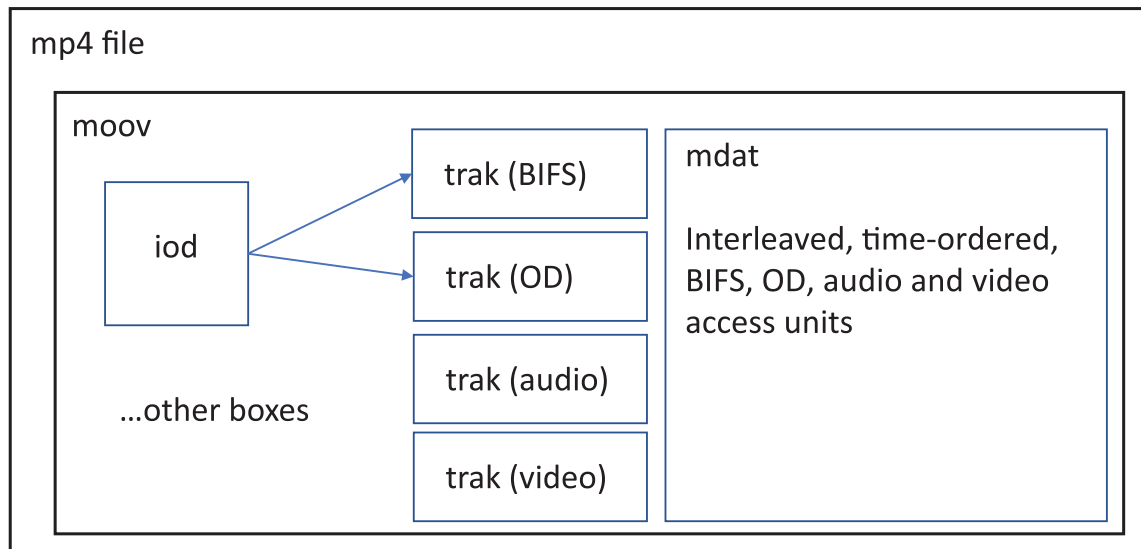 mp4 file
moov
iod
...other boxes
trak (BIFS)
trak (OD)
trak (audio)
trak (video)
mdat
Interleaved, time-ordered,
BIFS, OD, audio and video
access units